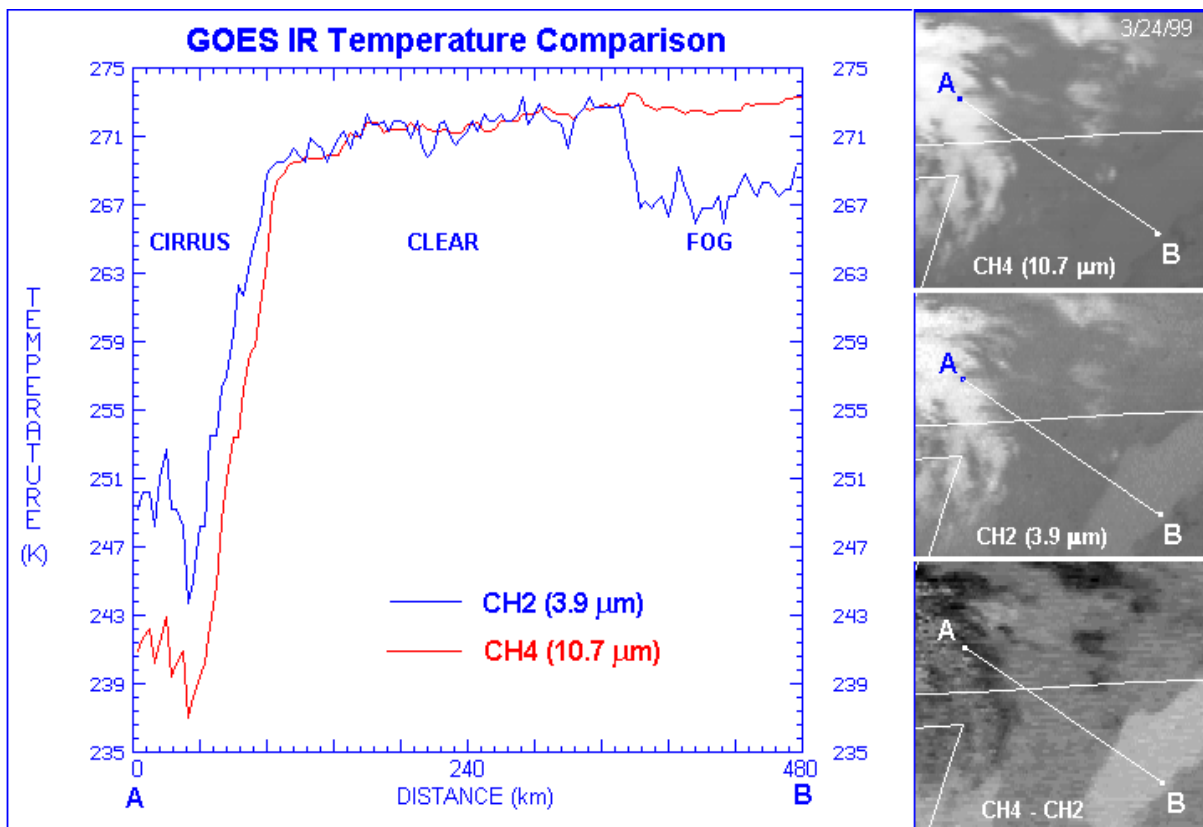 GOES IR Temperature Comparison
275
271
267
263
259
255
251
247
243
239
235
TEMPERATURE (K)
CIRRUS
CLEAR
FOG
CH2 (3.9 µm)
CH4 (10.7 µm)
0
240
480
A
DISTANCE (km)
B
275
271
267
263
259
255
251
247
243
239
235
3/24/99
A
B
CH4 (10.7 µm)
A
B
CH2 (3.9 µm)
A
B
CH4 - CH2